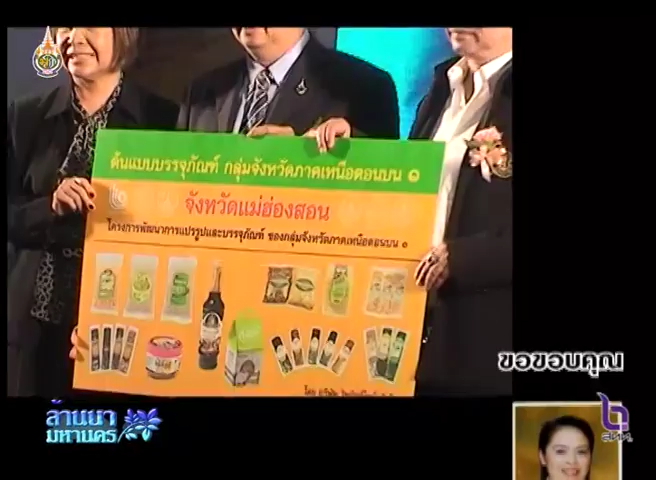 ต้นแบบบรรจุภัณฑ์ กลุ่มจังหวัดภาคเหนือตอนบน ๑
จังหวัดแม่ฮ่องสอน
โครงการพัฒนาการแปรรูปและบรรจุภัณฑ์ ของกลุ่มจังหวัดภาคเหนือตอนบน ๑
ขอขอบคุณ
ล้านนา
มหานคร
สทท.